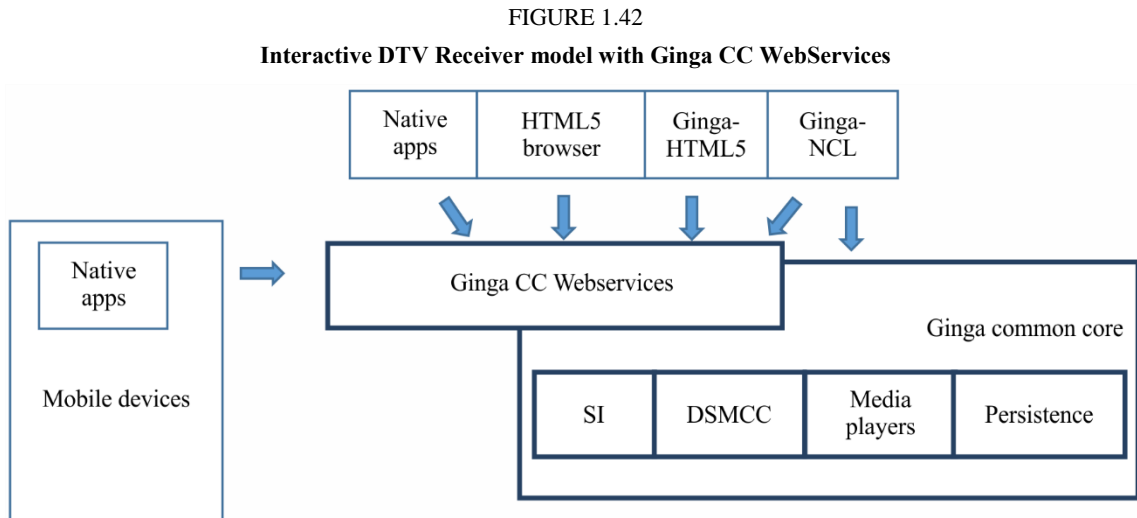 FIGURE 1.42
Interactive DTV Receiver model with Ginga CC WebServices
Native
apps
HTML5
browser
Ginga-
HTML5
Ginga-
NCL
Native
apps
Mobile devices
Ginga CC Webservices
Ginga common core
SI
DSMCC
Media
players
Persistence